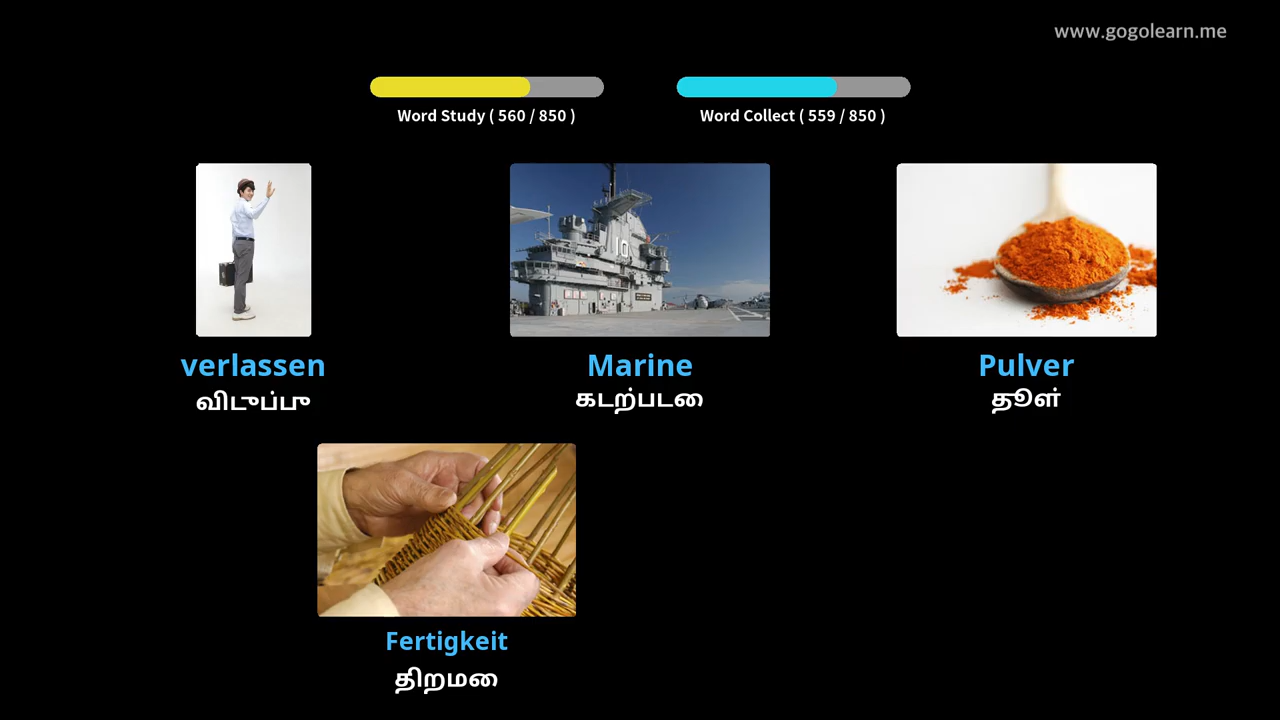 www.gogolearn.me
Word Study ( 560 / 850 )
Word Collect ( 559 / 850 )
verlassen
விடுப்பு
Marine
கடற்படை
Pulver
தூள்
Fertigkeit
திறமை